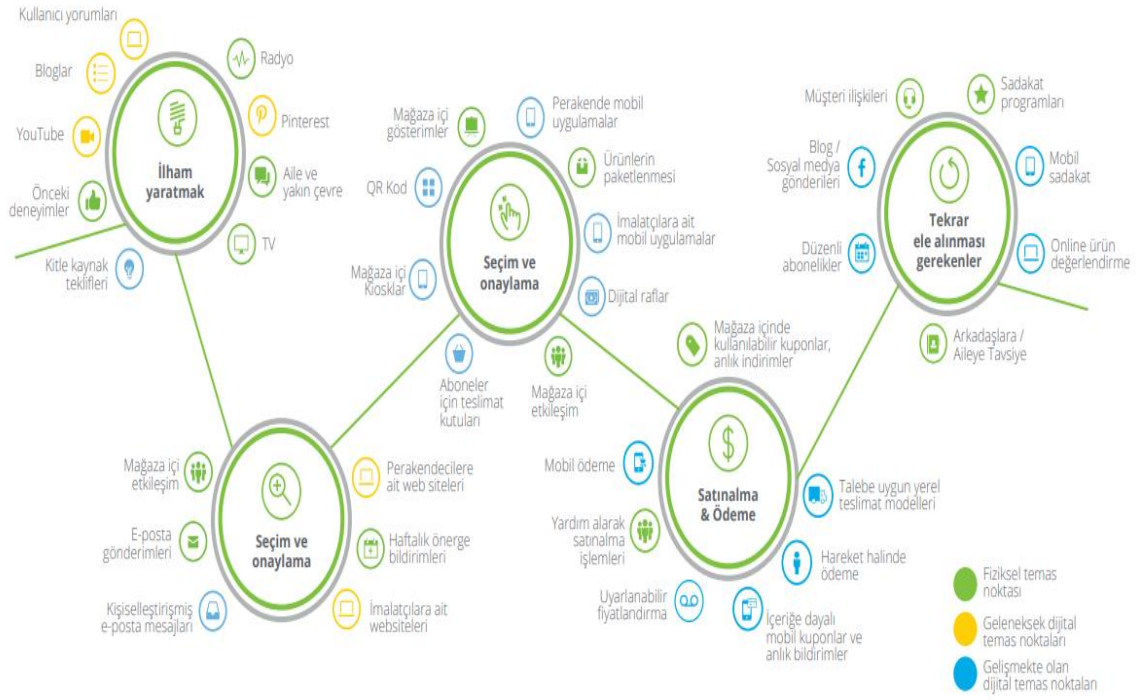 Kullanıcı yorumları
Bloglar
YouTube
Önceki
deneyimler
Kitle kaynak
teklifleri
Radyo
Pinterest
Aile ve
yakın çevre
TV
İlham
yaratmak
Mağaza içi
etkileşim
E-posta
gönderimleri
Kişiselleştirişmiş
e-posta mesajları
Perakendecilere
ait web siteleri
Haftalık önerge
bildirimleri
İmalatçılara ait
websiteleri
Seçim ve
onaylama
Mağaza içi
gösterimler
QR Kod
Mağaza içi
Kiosklar
Aboneler
için teslimat
kutuları
Perakende mobil
uygulamalar
Ürünlerin
paketlenmesi
İmalatçılara ait
mobil uygulamalar
Dijital raflar
Mağaza içi
etkileşim
Seçim ve
onaylama
Mağaza içinde
kullanılabilir kuponlar,
anlık indirimler
Mobil ödeme
Yardım alarak
satınalma
işlemleri
Uyarlanabilir
fiyatlandırma
İçeriğe dayalı
mobil kuponlar ve
anlık bildirimler
Hareket halinde
ödeme
Talebe uygun yerel
teslimat modelleri
$
Satınalma
& Ödeme
Müşteri ilişkileri
Blog /
Sosyal medya
gönderileri
Düzenli
abonelikler
Sadakat
programları
Mobil
sadakat
Online ürün
değerlendirme
Arkadaşlara /
Aileye Tavsiye
Tekrar
ele alınması
gerekenler
Fiziksel temas
noktası
Geleneksek dijital
temas noktaları
Gelişmekte olan
dijital temas noktaları